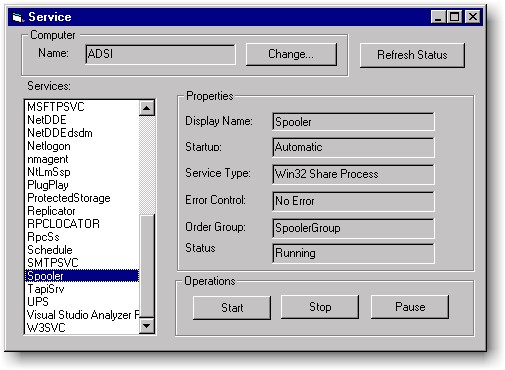 Service
Computer
Name: ADSI Change... Refresh Status
Services:
MSFTPSVC
NetDDE
NetDDEdsdm
Netlogon
nmagent
NtLmSsp
PlugPlay
ProtectedStorage
Replicator
RPCLOCATOR
RpcSs
Schedule
SMTPSVC
Spooler
TapiSrv
UPS
Visual Studio Analyzer F
W3SVC
Properties
Display Name: Spooler
Startup: Automatic
Service Type: Win32 Share Process
Error Control: No Error
Order Group: SpoolerGroup
Status Running
Operations
Start Stop Pause